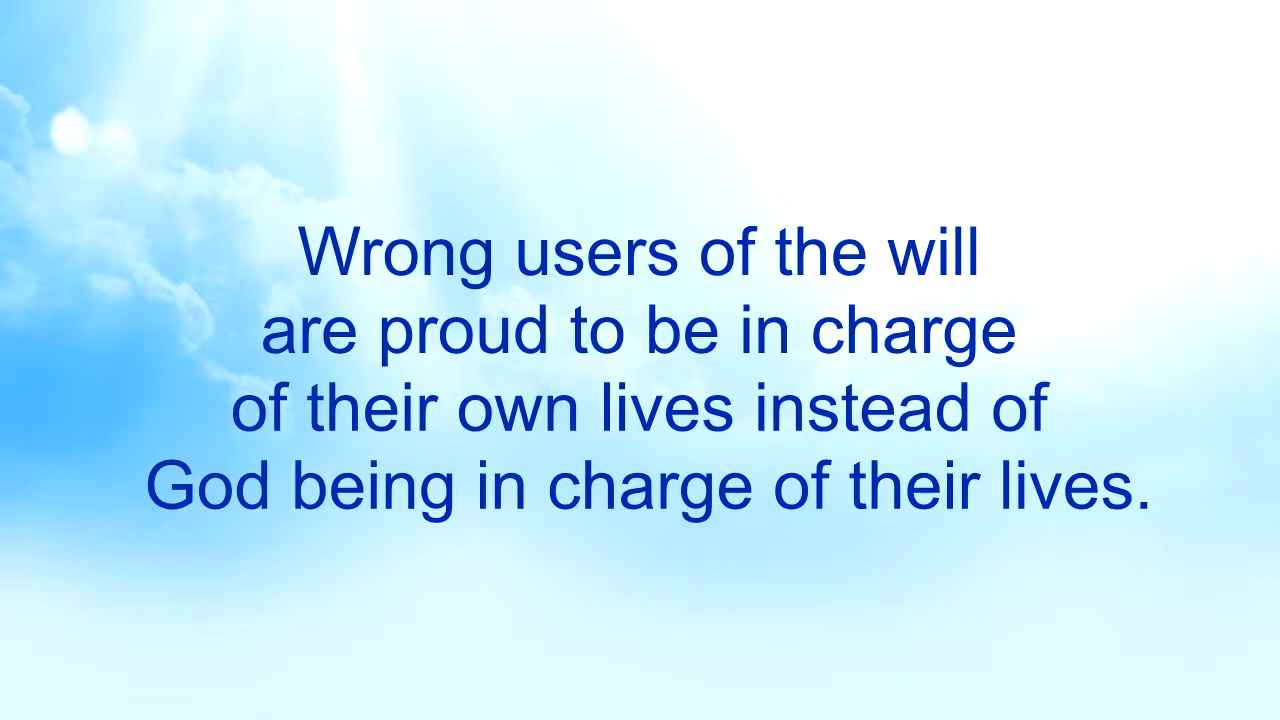 Wrong users of the will
are proud to be in charge
of their own lives instead of
God being in charge of their lives.